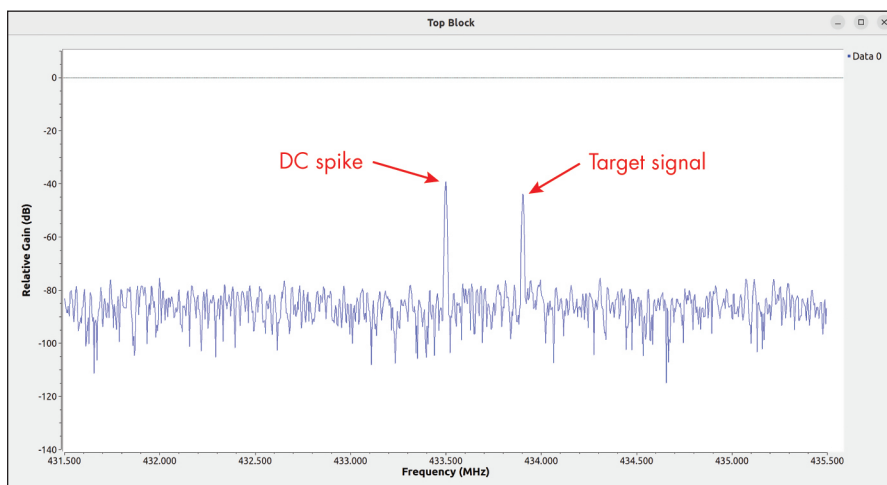 Top Block
Data 0
0
-20
DC spike
Target signal
-40
-60
-80
-100
-120
-140
Relative Gain (dB)
431.500 432.000 432.500 433.000 433.500 434.000 434.500 435.000 435.500
Frequency (MHz)